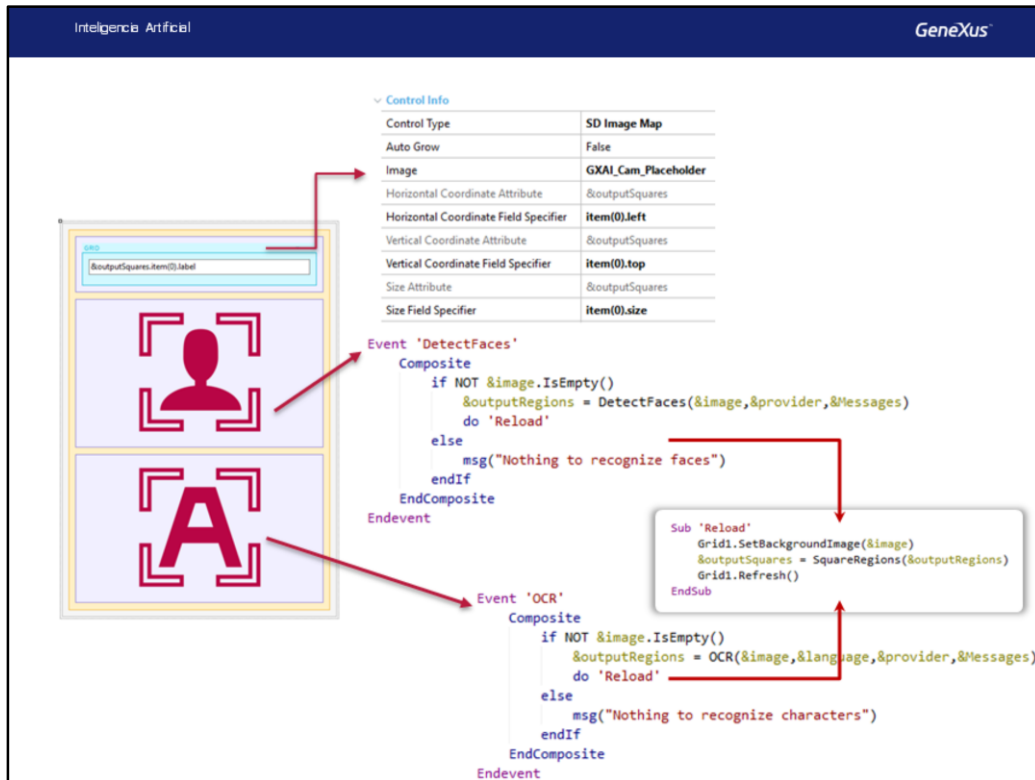 Inteligencia Artificial
GeneXus™
Control Info
Control Type SD Image Map
Auto Grow False
Image GXAI_Cam_Placeholder
Horizontal Coordinate Attribute &outputSquares
Horizontal Coordinate Field Specifier item(0).left
Vertical Coordinate Attribute &outputSquares
Vertical Coordinate Field Specifier item(0).top
Size Attribute &outputSquares
Size Field Specifier item(0).size
GRID
&outputSquares.item(0).label
A
Event 'DetectFaces'
Composite
if NOT &image.IsEmpty()
&outputRegions = DetectFaces(&image,&provider,&Messages)
do 'Reload'
else
msg("Nothing to recognize faces")
endIf
EndComposite
Endevent
Sub 'Reload'
Grid1.SetBackgroundImage(&image)
&outputSquares = SquareRegions(&outputRegions)
Grid1.Refresh()
EndSub
Event 'OCR'
Composite
if NOT &image.IsEmpty()
&outputRegions = OCR(&image,&language,&provider,&Messages)
do 'Reload'
else
msg("Nothing to recognize characters")
endIf
EndComposite
Endevent